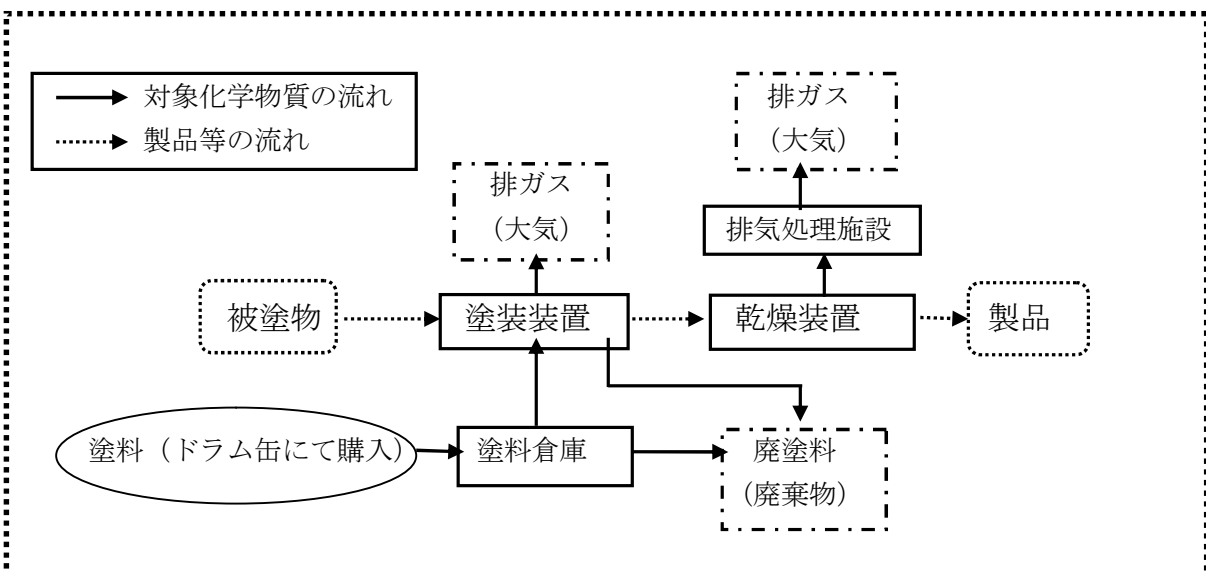 対象化学物質の流れ
製品等の流れ
排ガス
（大気）
排ガス
（大気）
排気処理施設
被塗物
塗装装置
乾燥装置
製品
塗料（ドラム缶にて購入）
塗料倉庫
廃塗料
（廃棄物）